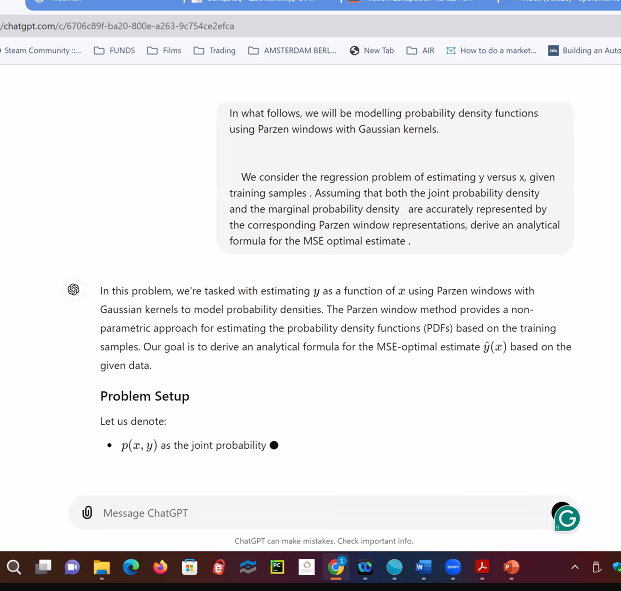 /chatgpt.com/c/6706c89f-ba20-800e-a263-9c754ce2efca
Steam Community ::... FUNDS Films Trading AMSTERDAM BERL... New Tab AIR How to do a market... Building an Auto
In what follows, we will be modelling probability density functions
using Parzen windows with Gaussian kernels.
We consider the regression problem of estimating y versus x, given
training samples . Assuming that both the joint probability density
and the marginal probability density are accurately represented by
the corresponding Parzen window representations, derive an analytical
formula for the MSE optimal estimate .
In this problem, we're tasked with estimating y as a function of x using Parzen windows with
Gaussian kernels to model probability densities. The Parzen window method provides a non-
parametric approach for estimating the probability density functions (PDFs) based on the training
samples. Our goal is to derive an analytical formula for the MSE-optimal estimate ŷ(x) based on the
given data.
Problem Setup
Let us denote:
• p(x, y) as the joint probability
Message ChatGPT
ChatGPT can make mistakes. Check important info.